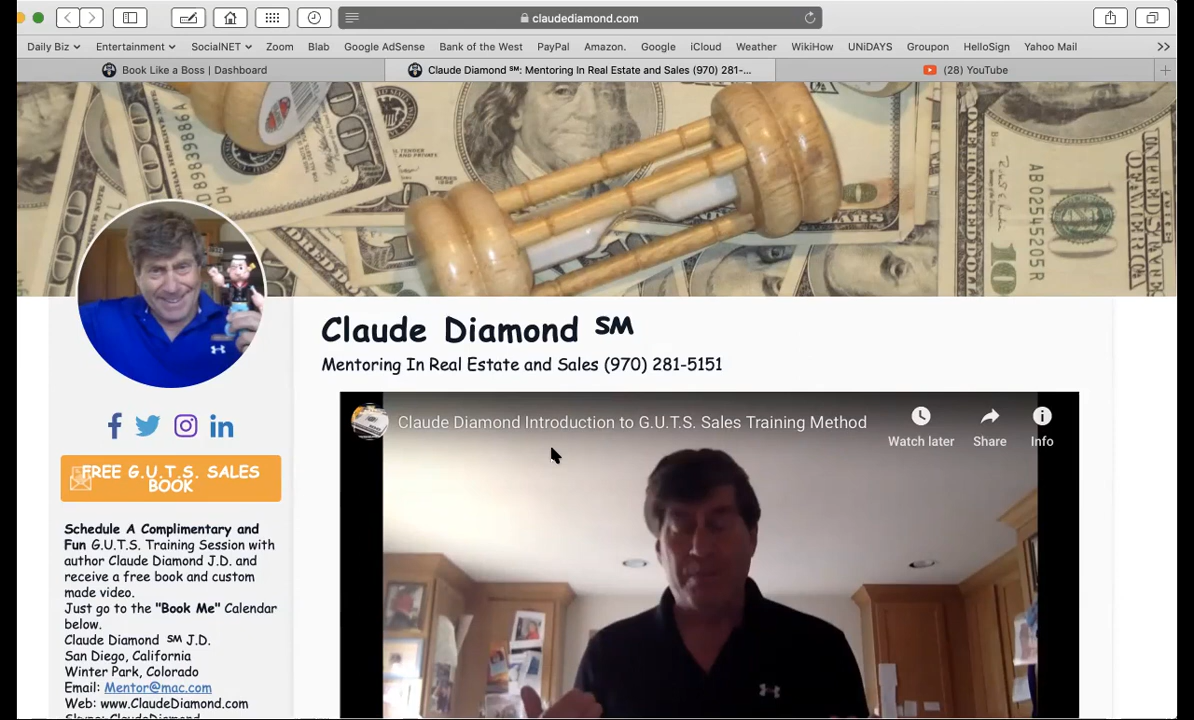 claudediamond.com
Daily Biz Entertainment SocialNET Zoom Blab Google AdSense Bank of the West PayPal Amazon. Google iCloud Weather WikiHow UNiDAYS Groupon HelloSign Yahoo Mail
Book Like a Boss | Dashboard
Claude Diamond ℠: Mentoring In Real Estate and Sales (970) 281-...
(28) YouTube
AB02545205R
100
Claude Diamond ℠
Mentoring In Real Estate and Sales (970) 281-5151
Claude Diamond Introduction to G.U.T.S. Sales Training Method
Watch later
Share
Info
FREE G.U.T.S. SALES
BOOK
Schedule A Complimentary and
Fun G.U.T.S. Training Session with
author Claude Diamond J.D. and
receive a free book and custom
made video.
Just go to the "Book Me" Calendar
below.
Claude Diamond ℠ J.D.
San Diego, California
Winter Park, Colorado
Email: Mentor@mac.com
Web: www.ClaudeDiamond.com
Skype: ClaudeDiamond